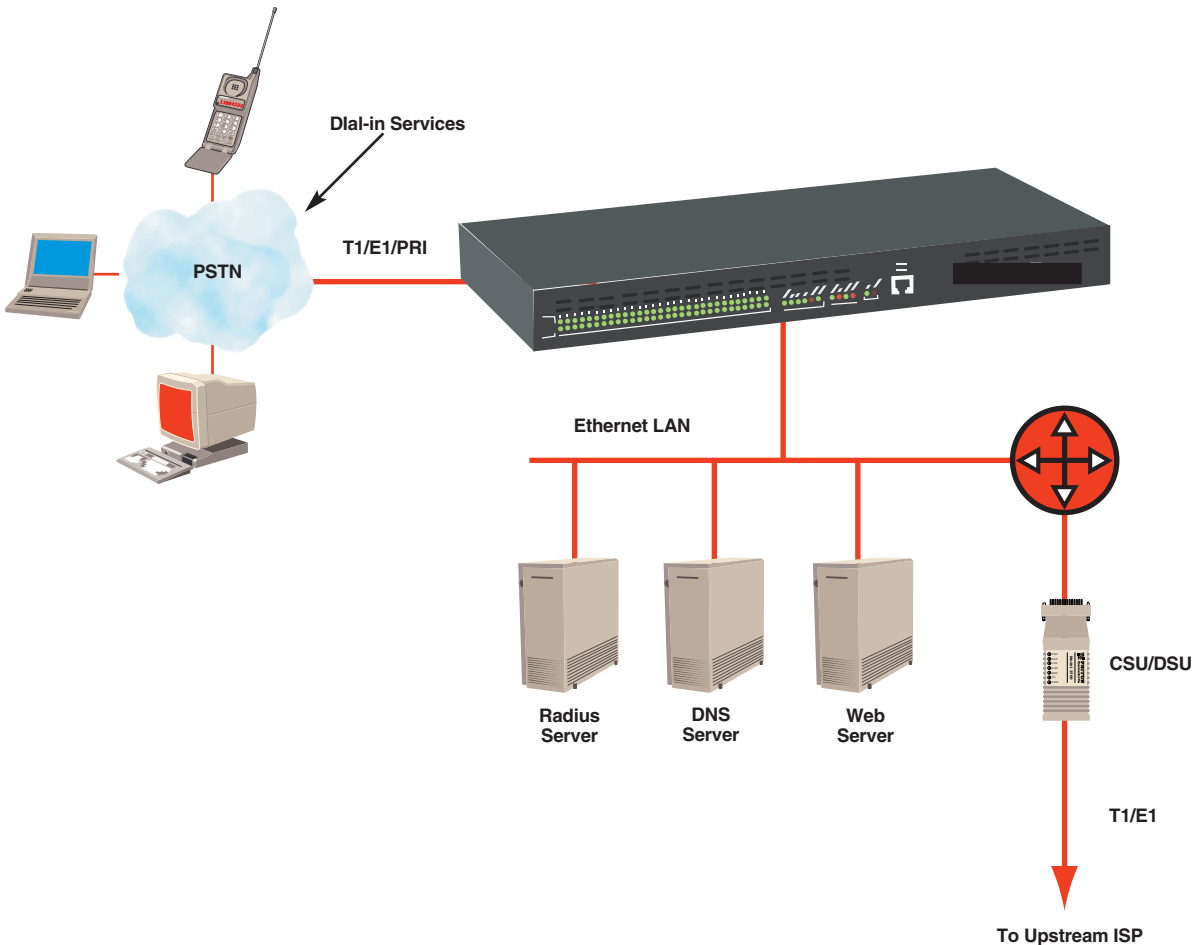 DIal-in Services
T1/E1/PRI
PSTN
Ethernet LAN
CSU/DSU
Radius
Server
DNS
Server
Web
Server
T1/E1
To Upstream ISP